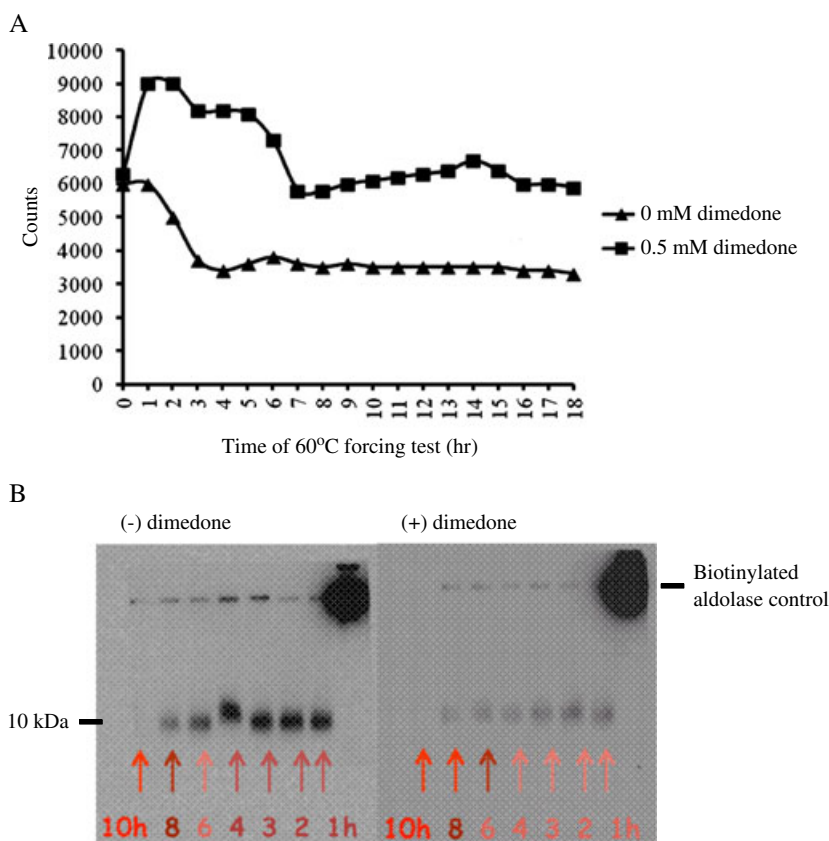 A
10000
9000
8000
7000
6000
5000
4000
3000
2000
1000
0
Counts
0 1 2 3 4 5 6 7 8 9 10 11 12 13 14 15 16 17 18
Time of 60°C forcing test (hr)
0 mM dimedone
0.5 mM dimedone
B
(-) dimedone
(+) dimedone
Biotinylated
aldolase control
10 kDa
10h 8 6 4 3 2 1h
10h 8 6 4 3 2 1h